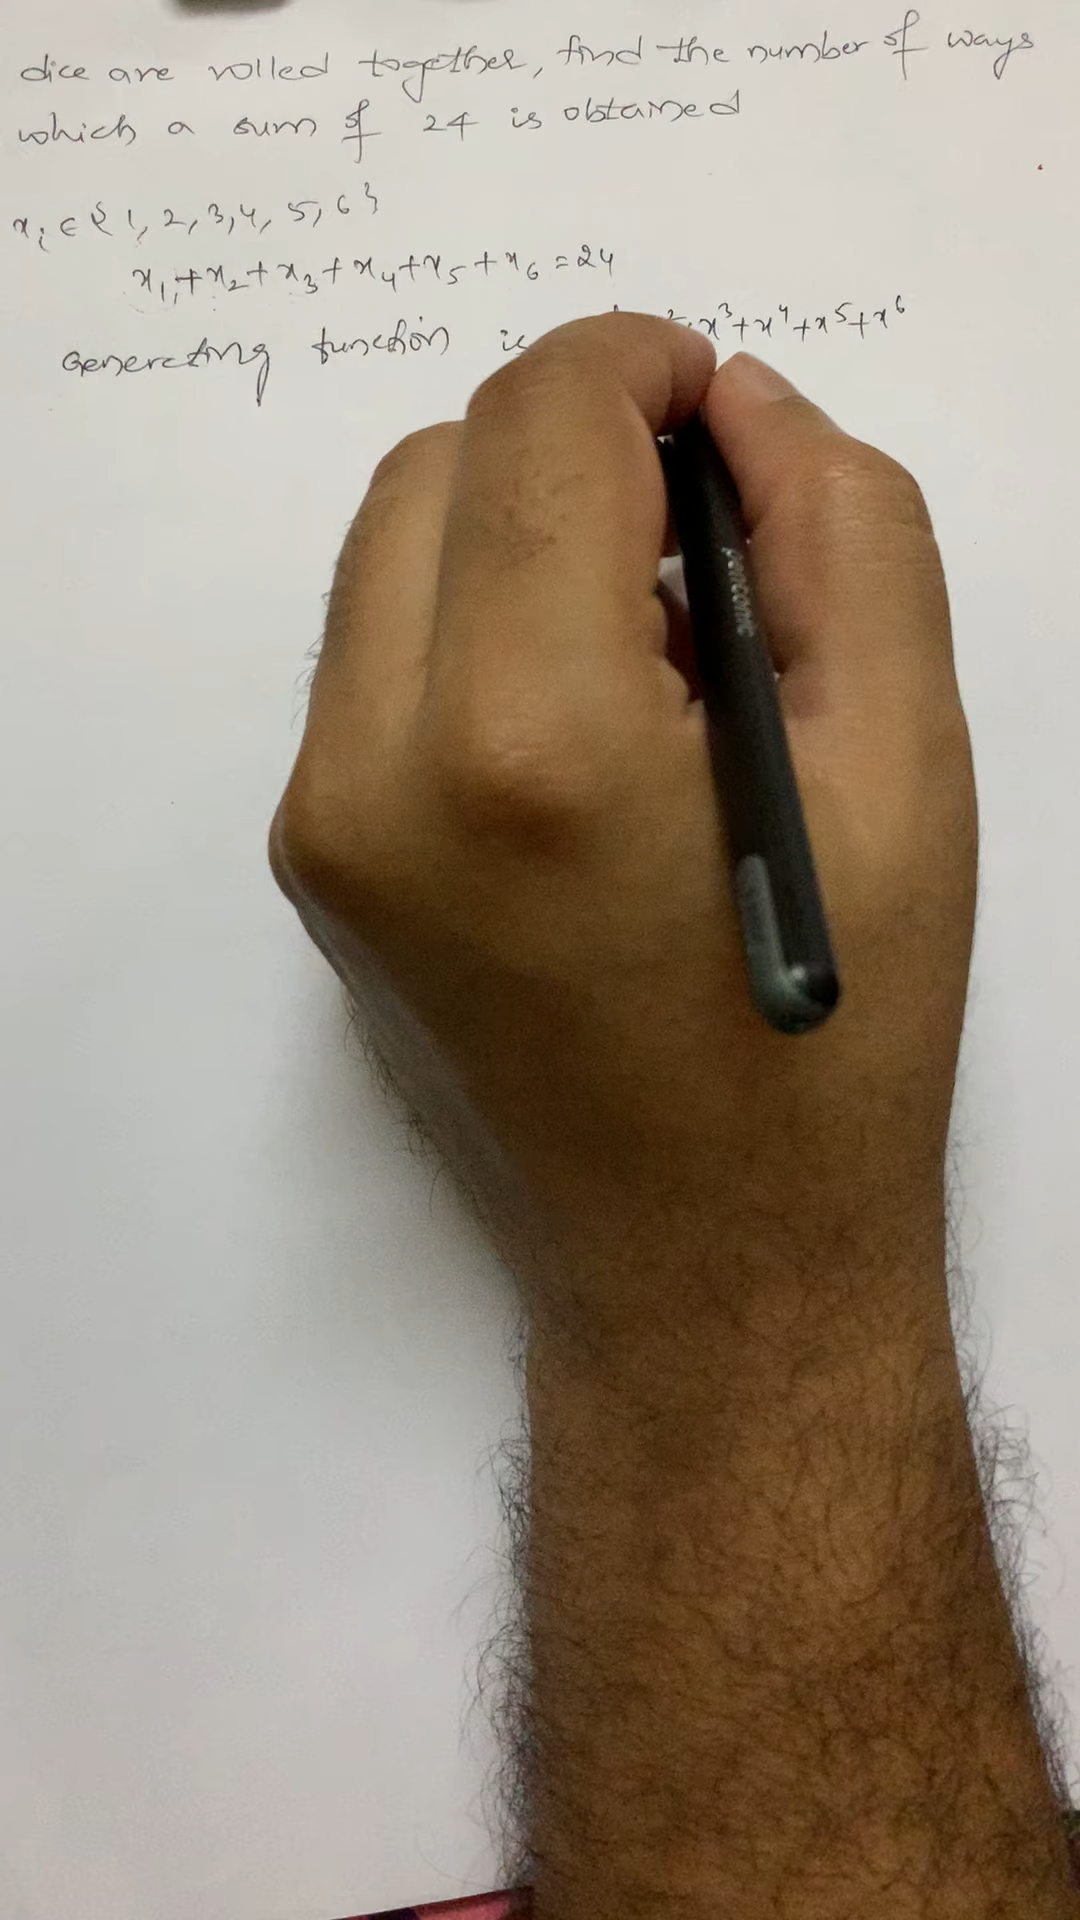 dice are rolled together, find the number of ways
which a sum of 24 is obtained
xᵢ ∈ {1, 2, 3, 4, 5, 6}
x₁ + x₂ + x₃ + x₄ + x₅ + x₆ = 24
Generating function is x³ + x⁴ + x⁵ + x⁶